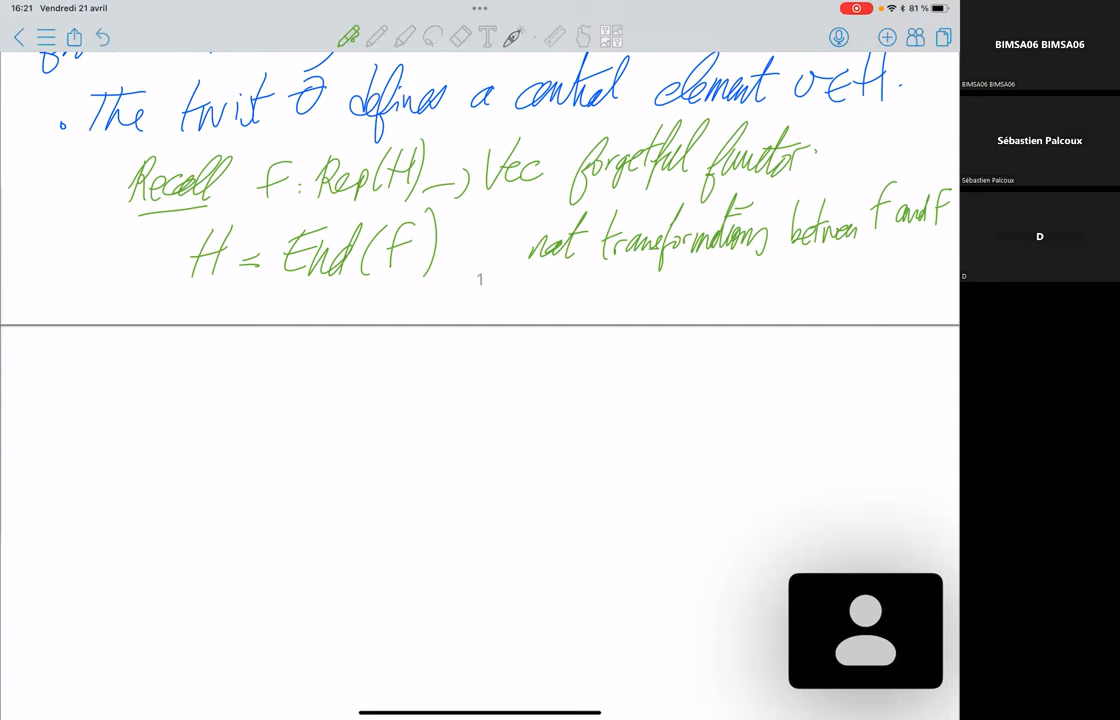 16:21 Vendredi 21 avril
81 %
. The twist θ defines a central element v ∈ H.
Recall F : Rep(H) → Vec forgetful functor.
H = End(F) nat transformations between F and F
1
BIMSA06 BIMSA06
BIMSA06 BIMSA06
Sébastien Palcoux
Sébastien Palcoux
D
D